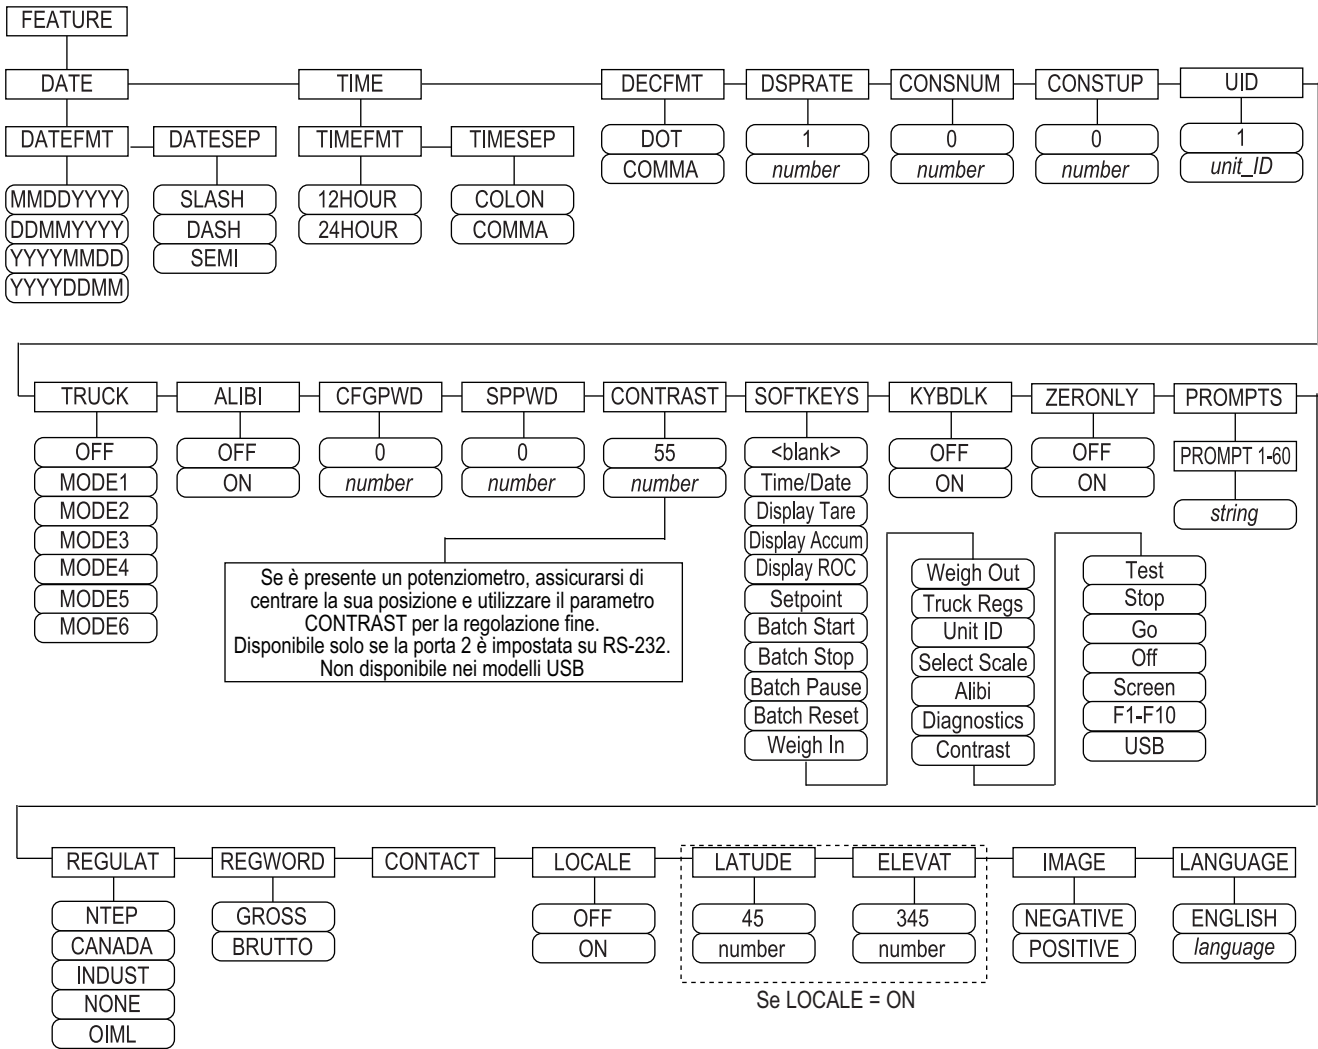 FEATURE
DATE
TIME
DECFMT
DSPRATE
CONSNUM
CONSTUP
UID
DATEFMT
DATESEP
TIMEFMT
TIMESEP
DOT
COMMA
1
number
0
number
0
number
1
unit_ID
MMDDYYYY
DDMMYYYY
YYYYMMDD
YYYYDDMM
SLASH
DASH
SEMI
12HOUR
24HOUR
COLON
COMMA
TRUCK
ALIBI
CFGPWD
SPPWD
CONTRAST
SOFTKEYS
KYBDLK
ZERONLY
PROMPTS
OFF
MODE1
MODE2
MODE3
MODE4
MODE5
MODE6
OFF
ON
0
number
0
number
55
number
Se è presente un potenziometro, assicurarsi di
centrare la sua posizione e utilizzare il parametro
CONTRAST per la regolazione fine.
Disponibile solo se la porta 2 è impostata su RS-232.
Non disponibile nei modelli USB
<blank>
Time/Date
Display Tare
Display Accum
Display ROC
Setpoint
Batch Start
Batch Stop
Batch Pause
Batch Reset
Weigh In
OFF
ON
Weigh Out
Truck Regs
Unit ID
Select Scale
Alibi
Diagnostics
Contrast
OFF
ON
Test
Stop
Go
Off
Screen
F1-F10
USB
PROMPT 1-60
string
REGULAT
REGWORD
CONTACT
LOCALE
LATUDE
ELEVAT
IMAGE
LANGUAGE
NTEP
CANADA
INDUST
NONE
OIML
GROSS
BRUTTO
OFF
ON
45
number
345
number
Se LOCALE = ON
NEGATIVE
POSITIVE
ENGLISH
language